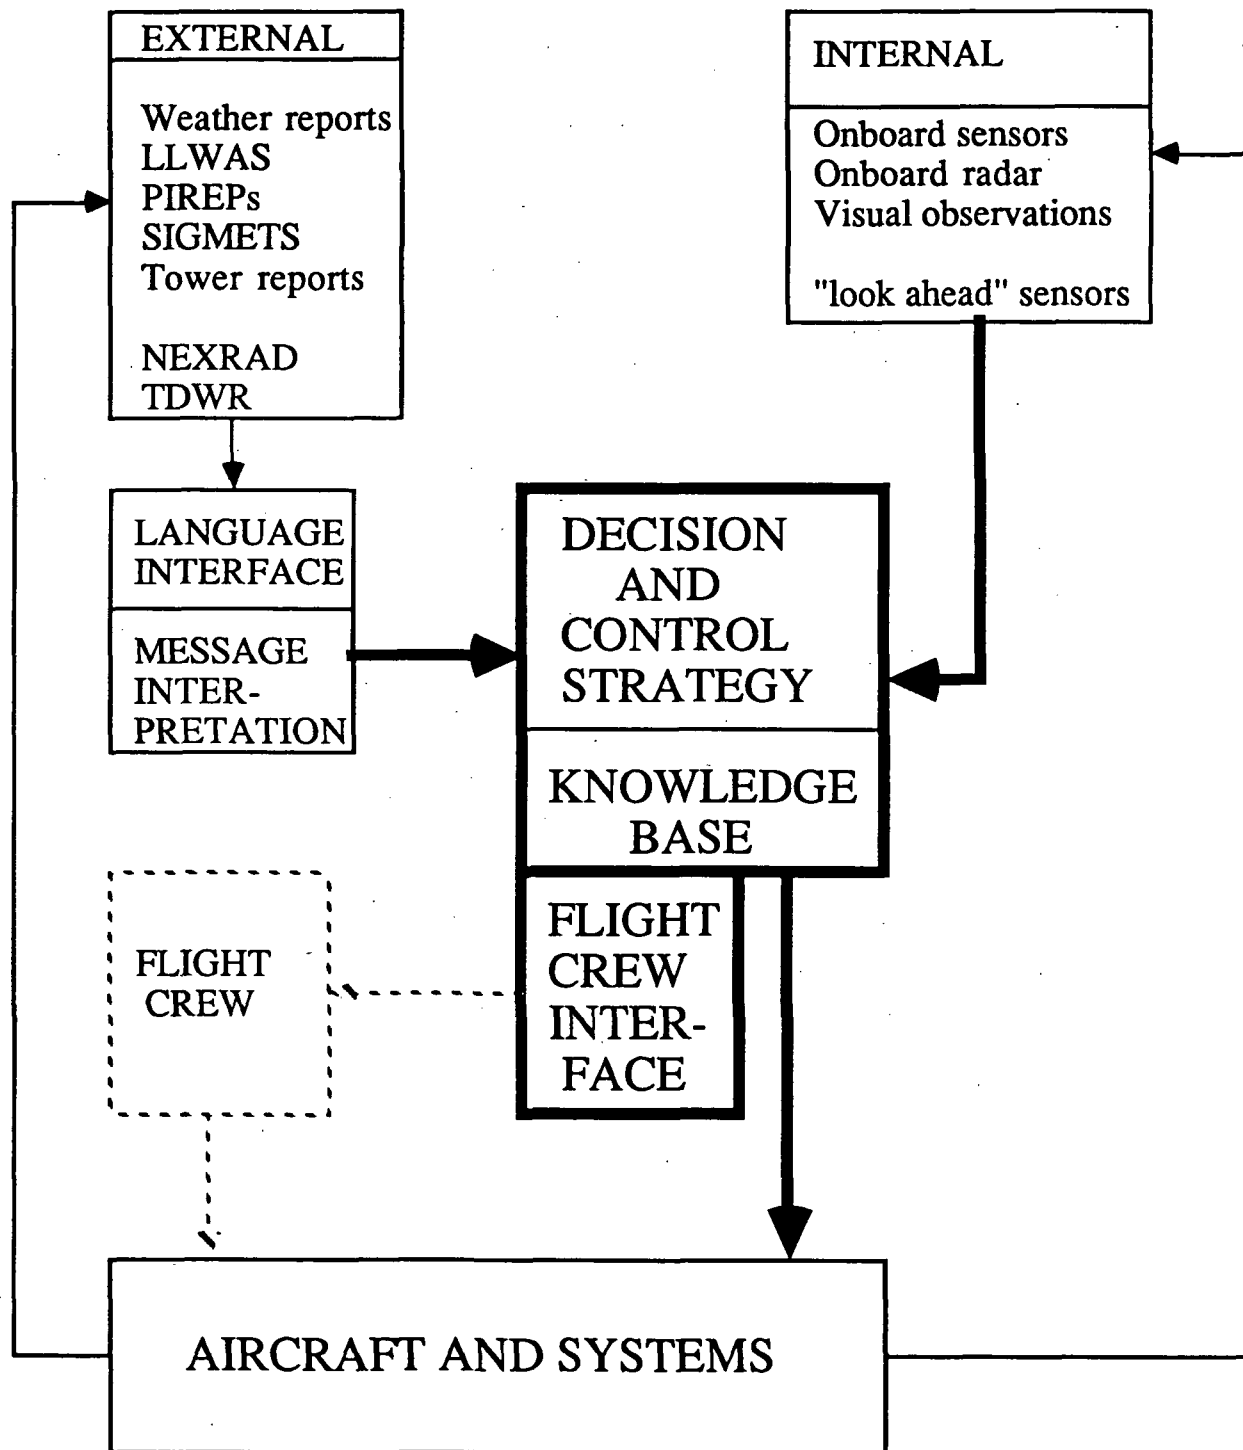 EXTERNAL
Weather reports
LLWAS
PIREPs
SIGMETS
Tower reports
NEXRAD
TDWR
INTERNAL
Onboard sensors
Onboard radar
Visual observations
"look ahead" sensors
LANGUAGE
INTERFACE
MESSAGE
INTER-
PRETATION
DECISION
AND
CONTROL
STRATEGY
KNOWLEDGE
BASE
FLIGHT
CREW
INTER-
FACE
FLIGHT
CREW
AIRCRAFT AND SYSTEMS